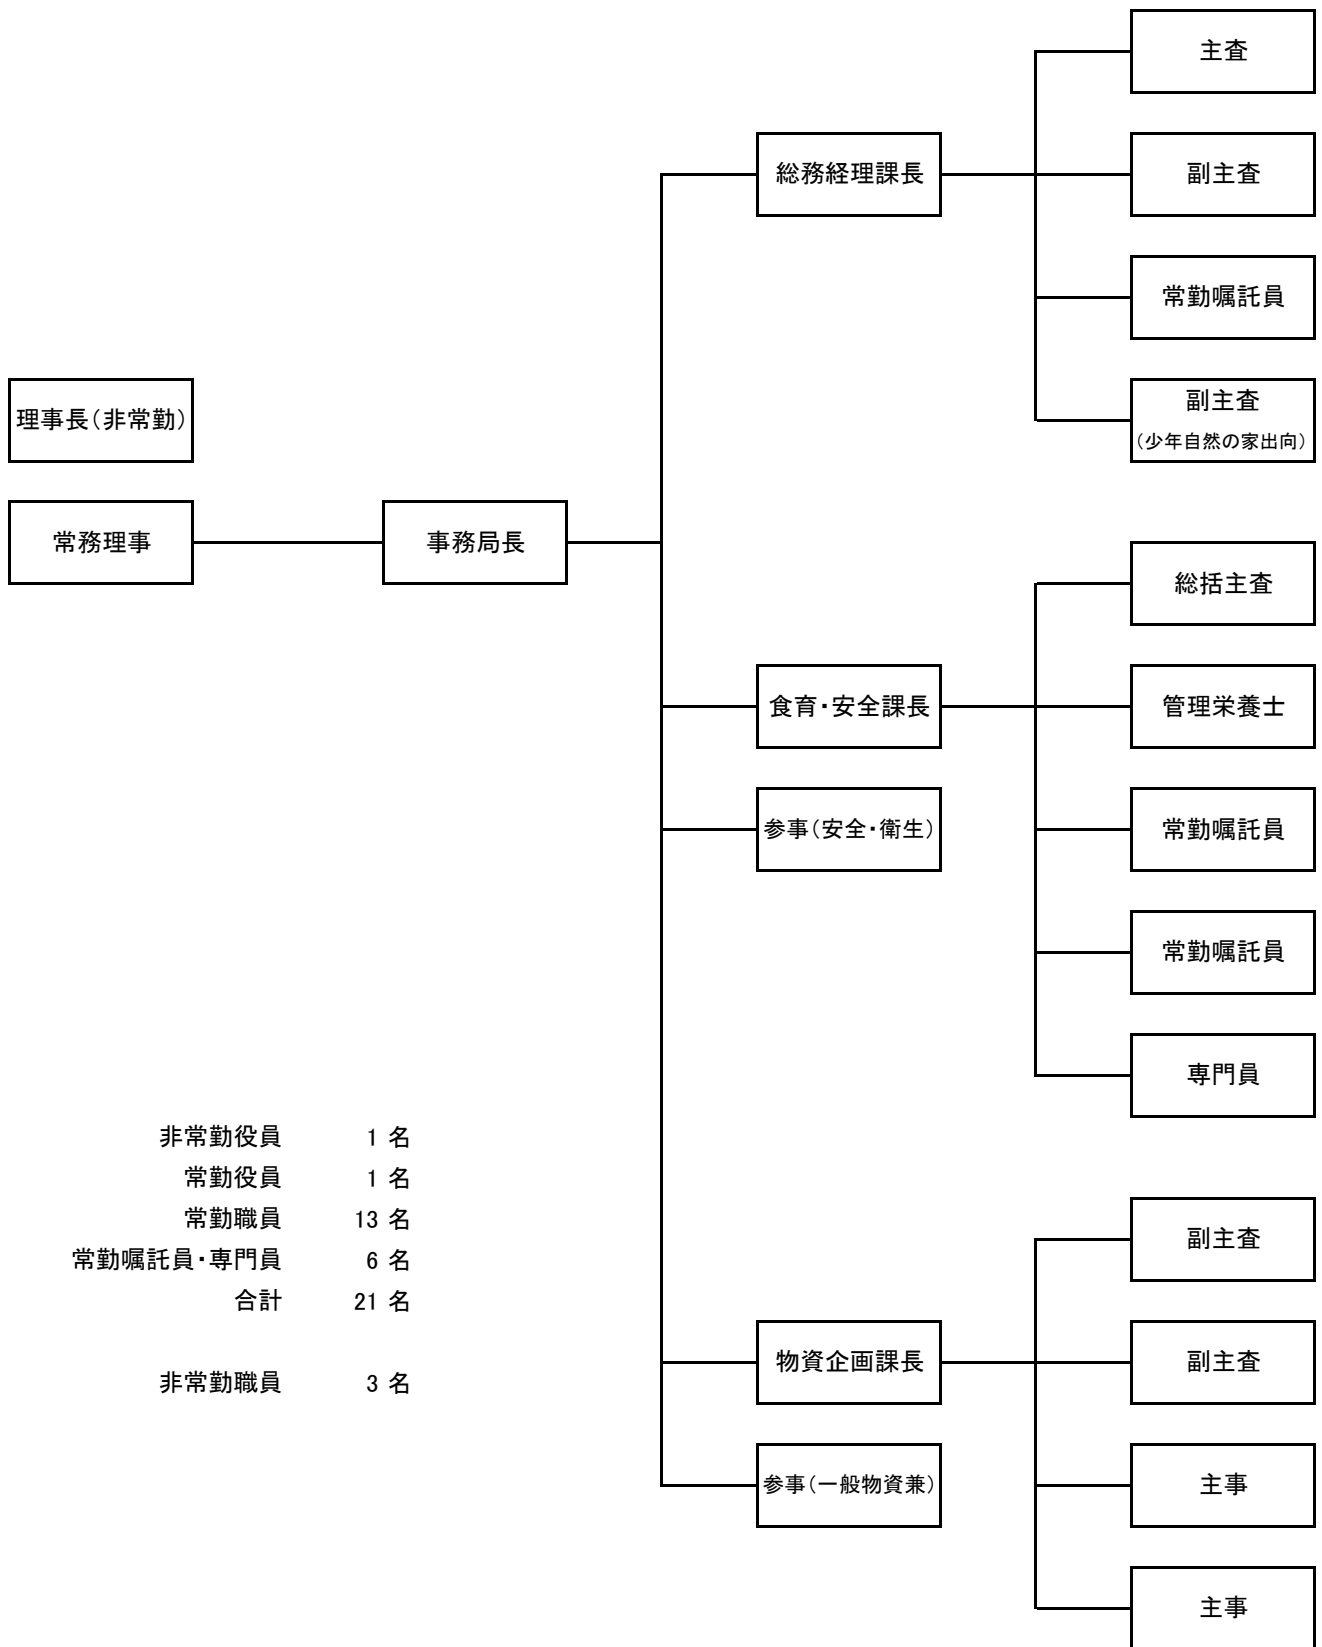 理事長(非常勤)
常務理事
事務局長
総務経理課長
主査
副主査
常勤嘱託員
副主査
(少年自然の家出向)
食育・安全課長
参事(安全・衛生)
総括主査
管理栄養士
常勤嘱託員
常勤嘱託員
専門員
物資企画課長
参事(一般物資兼)
副主査
副主査
主事
主事
非常勤役員 1 名
常勤役員 1 名
常勤職員 13 名
常勤嘱託員・専門員 6 名
合計 21 名
非常勤職員 3 名